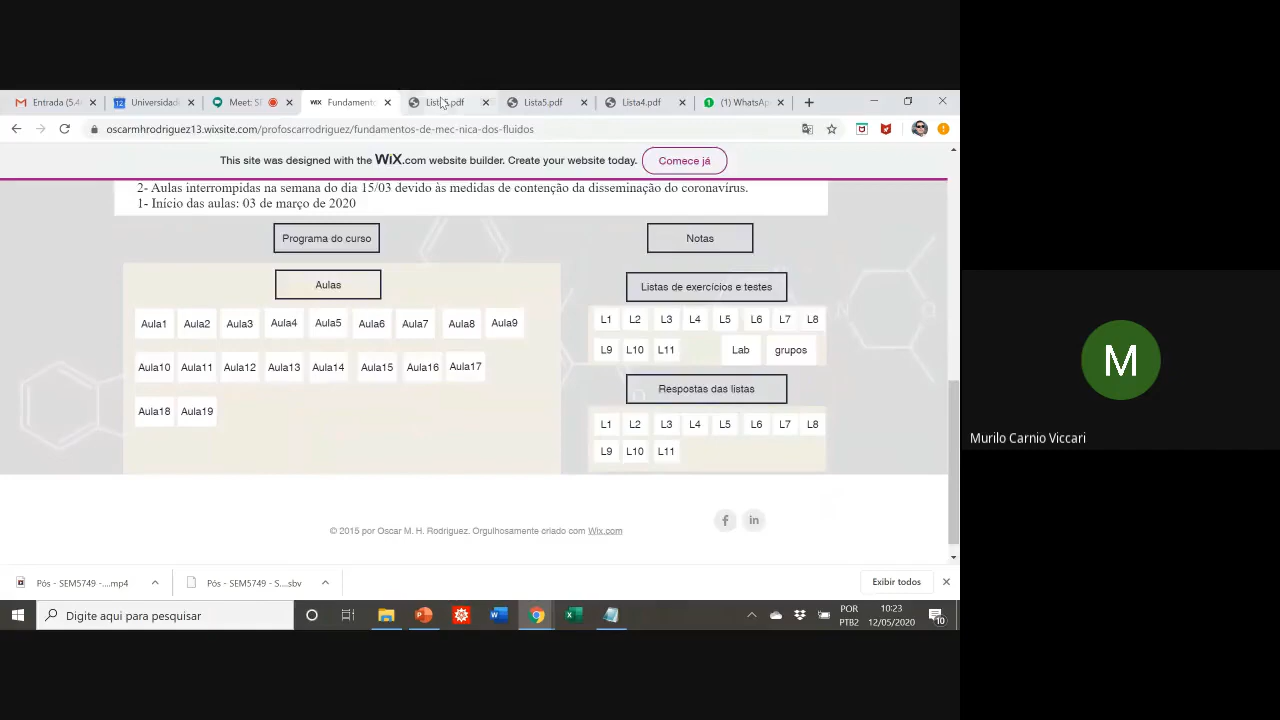 Entrada (5.4
Universidad
Meet: S
WiX Fundament
Lista5.pdf
Lista4.pdf
(1) WhatsAp
oscarmhrodriguez13.wixsite.com/profoscarrodriguez/fundamentos-de-mec-nica-dos-fluidos
This site was designed with the WiX.com website builder. Create your website today.
Comece já
2- Aulas interrompidas na semana do dia 15/03 devido às medidas de contenção da disseminação do coronavírus.
1- Início das aulas: 03 de março de 2020
Programa do curso
Notas
Aulas
Listas de exercícios e testes
Aula1 Aula2 Aula3 Aula4 Aula5 Aula6 Aula7 Aula8 Aula9
L1 L2 L3 L4 L5 L6 L7 L8
L9 L10 L11 Lab grupos
Aula10 Aula11 Aula12 Aula13 Aula14 Aula15 Aula16 Aula17
Respostas das listas
Aula18 Aula19
L1 L2 L3 L4 L5 L6 L7 L8
L9 L10 L11
© 2015 por Oscar M. H. Rodriguez. Orgulhosamente criado com Wix.com
f in
Pós - SEM5749 -....mp4
Pós - SEM5749 - S....sbv
Exibir todos
Digite aqui para pesquisar
POR
PTB2
10:23
12/05/2020
10
M
Murilo Carnio Viccari